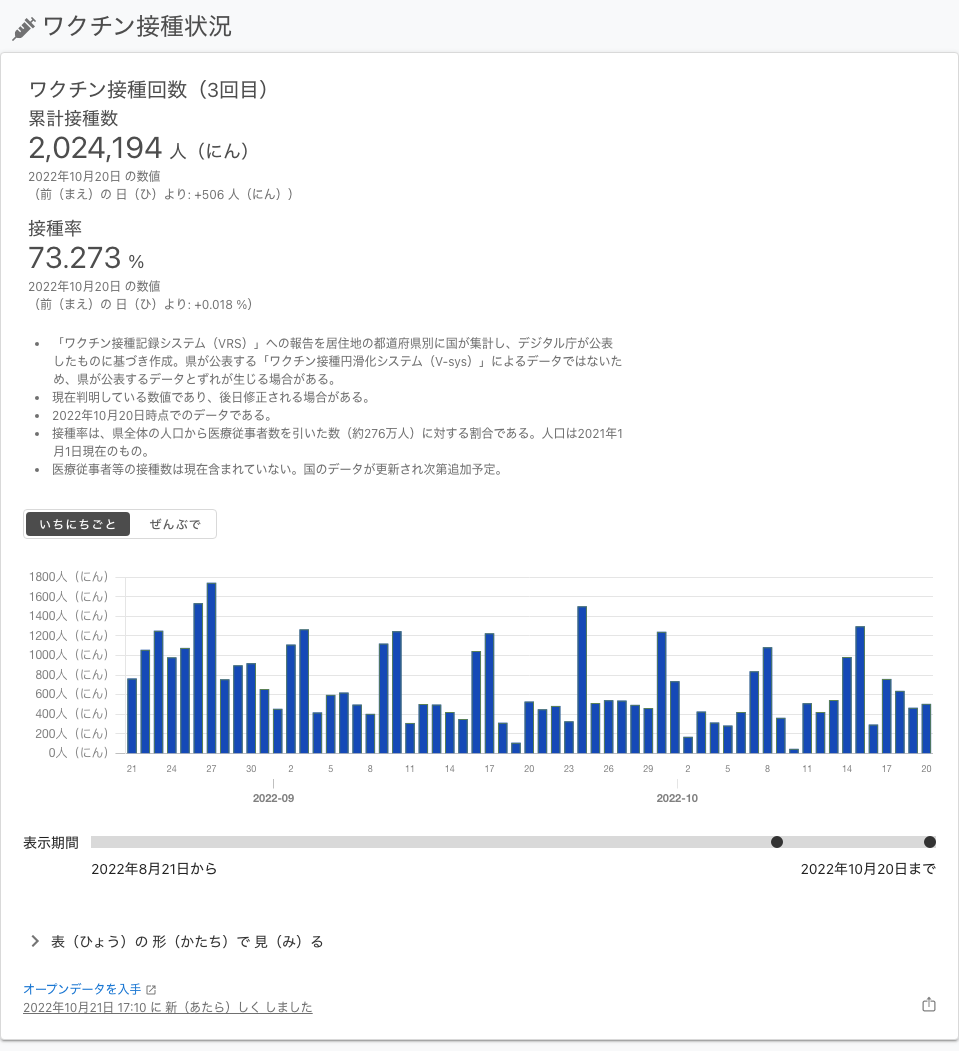 ワクチン接種状況
ワクチン接種回数（3回目）
累計接種数
2,024,194 人（にん）
2022年10月20日 の数値
（前（まえ）の 日（ひ）より: +506 人（にん））
接種率
73.273 %
2022年10月20日 の数値
（前（まえ）の 日（ひ）より: +0.018 %）
• 「ワクチン接種記録システム（VRS）」への報告を居住地の都道府県別に国が集計し、デジタル庁が公表
したものに基づき作成。県が公表する「ワクチン接種円滑化システム（V-sys）」によるデータではないた
め、県が公表するデータとずれが生じる場合がある。
• 現在判明している数値であり、後日修正される場合がある。
• 2022年10月20日時点でのデータである。
• 接種率は、県全体の人口から医療従事者数を引いた数（約276万人）に対する割合である。人口は2021年1
月1日現在のもの。
• 医療従事者等の接種数は現在含まれていない。国のデータが更新され次第追加予定。
いちにちごと ぜんぶで
1800人（にん）
1600人（にん）
1400人（にん）
1200人（にん）
1000人（にん）
800人（にん）
600人（にん）
400人（にん）
200人（にん）
0人（にん）
21 24 27 30 2 5 8 11 14 17 20 23 26 29 2 5 8 11 14 17 20
2022-09 2022-10
表示期間
2022年8月21日から 2022年10月20日まで
表（ひょう）の 形（かたち）で 見（み）る
オープンデータを入手
2022年10月21日 17:10 に 新（あたら）しく しました